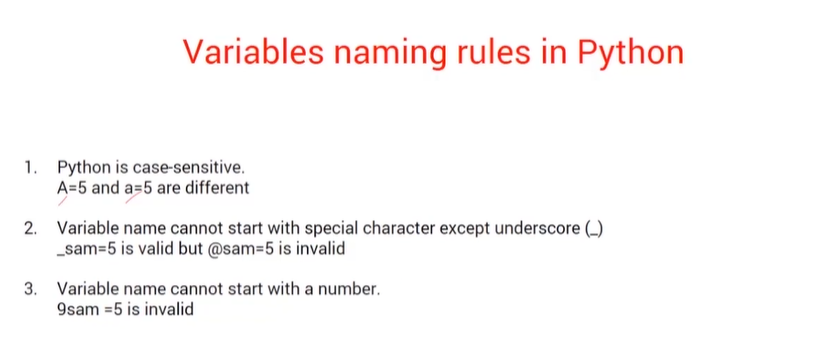 Variables naming rules in Python
1. Python is case-sensitive.
A=5 and a=5 are different
2. Variable name cannot start with special character except underscore (_)
_sam=5 is valid but @sam=5 is invalid
3. Variable name cannot start with a number.
9sam =5 is invalid